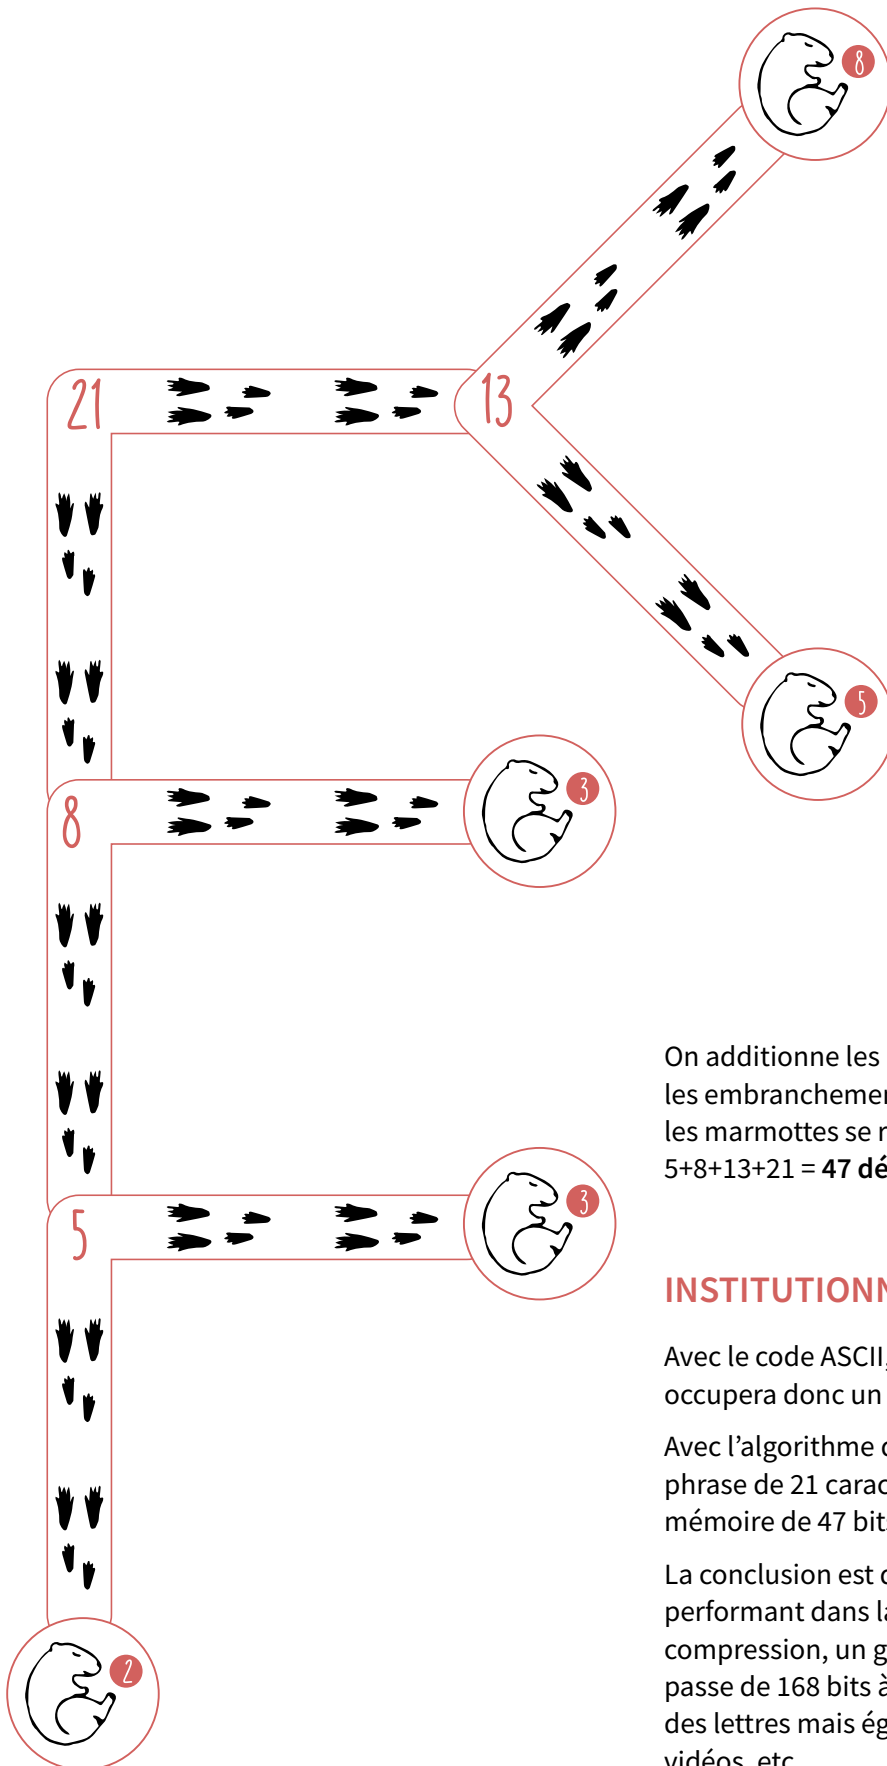 8
21
13
5
3
8
3
5
2
On additionne les
les embranchemen
les marmottes se r
5+8+13+21 = 47 dé
INSTITUTIONN
Avec le code ASCII,
occupera donc un
Avec l’algorithme d
phrase de 21 carac
mémoire de 47 bits
La conclusion est q
performant dans la
compression, un g
passe de 168 bits à
des lettres mais ég
vidéos, etc.